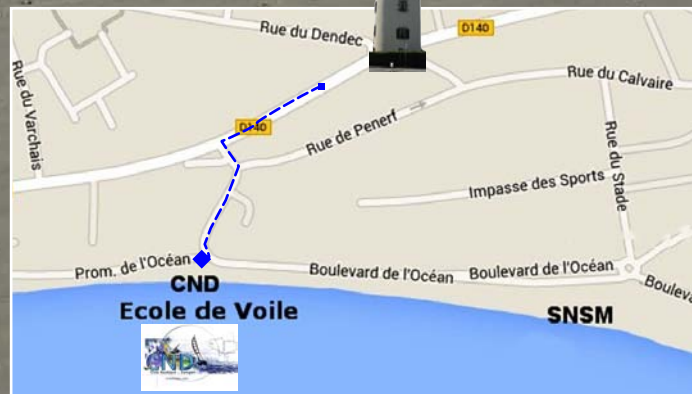 Rue du Dendec
D140
Rue du Calvaire
Rue du Varchais
D140
Rue de Penerf
Rue du Stade
Impasse des Sports
Prom. de l'Océan
Boulevard de l'Océan
Boulevard de l'Océan
Boulev
CND
Ecole de Voile
SNSM
CND